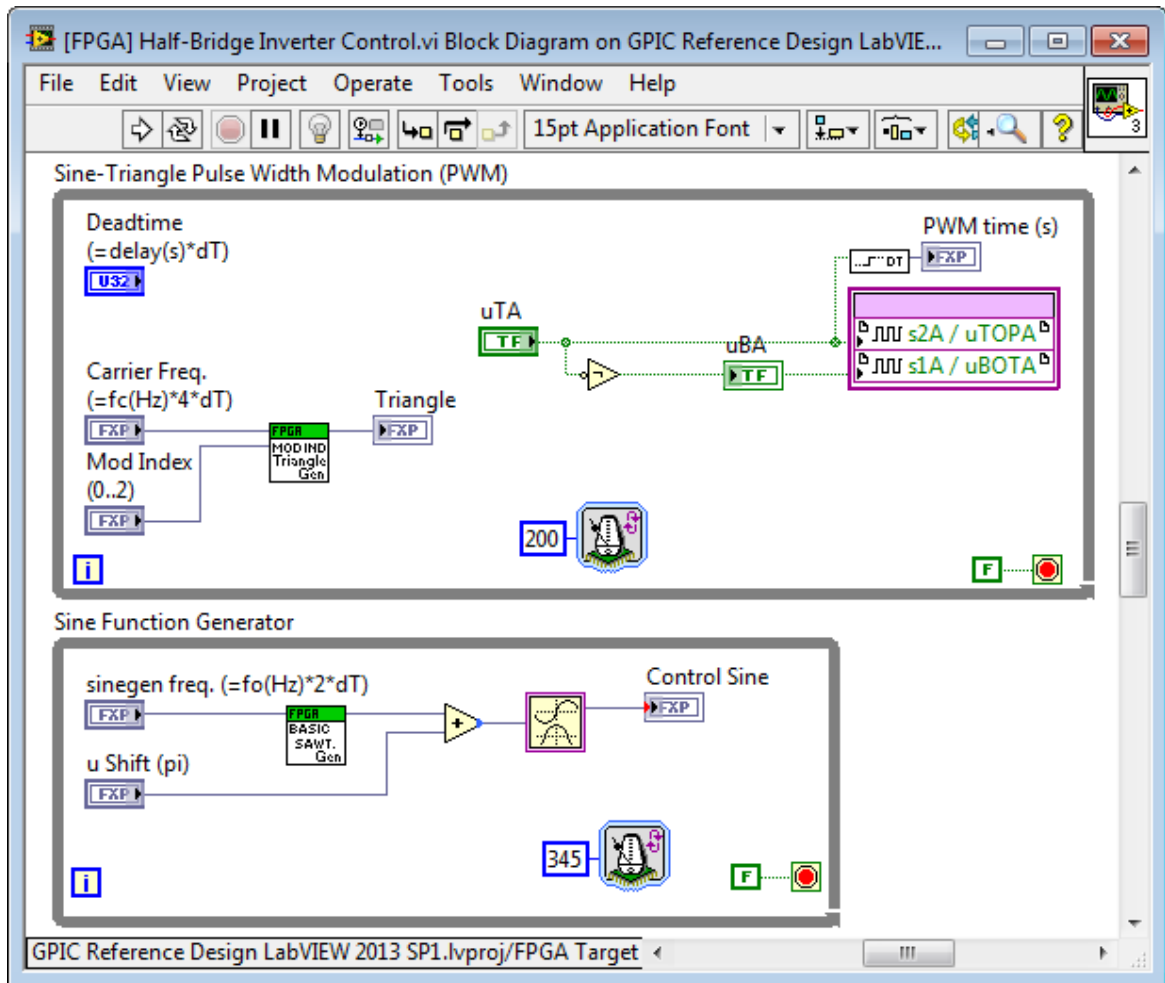 [FPGA] Half-Bridge Inverter Control.vi Block Diagram on GPIC Reference Design LabVIE...
File Edit View Project Operate Tools Window Help
15pt Application Font
3
Sine-Triangle Pulse Width Modulation (PWM)
Deadtime
(=delay(s)*dT)
U32
PWM time (s)
DT
FXP
uTA
TF
uBA
TF
s2A / uTOPA
s1A / uBOTA
Carrier Freq.
(=fc(Hz)*4*dT)
FXP
Triangle
FXP
FPGA
MOD IND
Triangle
Gen
Mod Index
(0..2)
FXP
200
i
F
Sine Function Generator
sinegen freq. (=fo(Hz)*2*dT)
FXP
FPGA
BASIC
SAWT.
Gen
+
Control Sine
FXP
u Shift (pi)
FXP
345
i
F
GPIC Reference Design LabVIEW 2013 SP1.lvproj/FPGA Target